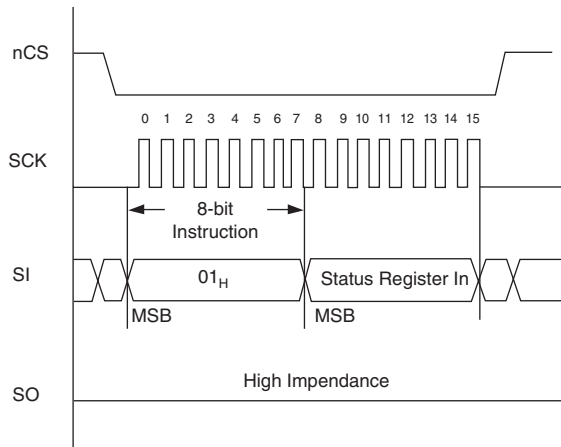 nCS
0 1 2 3 4 5 6 7 8 9 10 11 12 13 14 15
SCK
8-bit
Instruction
SI
01H
Status Register In
MSB
MSB
High Impendance
SO